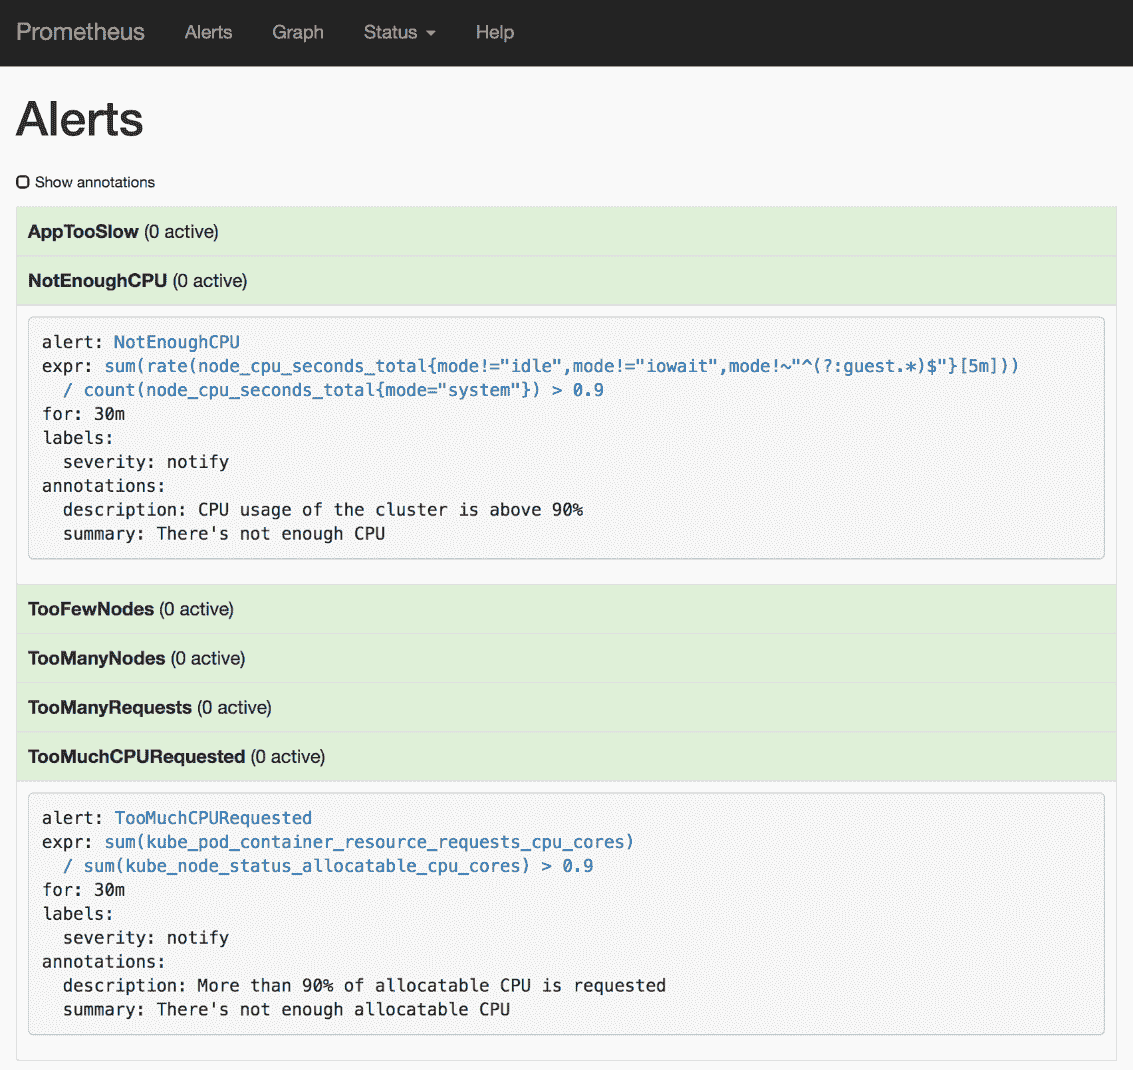 Prometheus Alerts Graph Status Help
Alerts
Show annotations
AppTooSlow (0 active)
NotEnoughCPU (0 active)
alert: NotEnoughCPU
expr: sum(rate(node_cpu_seconds_total{mode!="idle",mode!="iowait",mode!~"^(?:guest.*)$"}[5m]))
  / count(node_cpu_seconds_total{mode="system"}) > 0.9
for: 30m
labels:
  severity: notify
annotations:
  description: CPU usage of the cluster is above 90%
  summary: There's not enough CPU
TooFewNodes (0 active)
TooManyNodes (0 active)
TooManyRequests (0 active)
TooMuchCPURequested (0 active)
alert: TooMuchCPURequested
expr: sum(kube_pod_container_resource_requests_cpu_cores)
  / sum(kube_node_status_allocatable_cpu_cores) > 0.9
for: 30m
labels:
  severity: notify
annotations:
  description: More than 90% of allocatable CPU is requested
  summary: There's not enough allocatable CPU